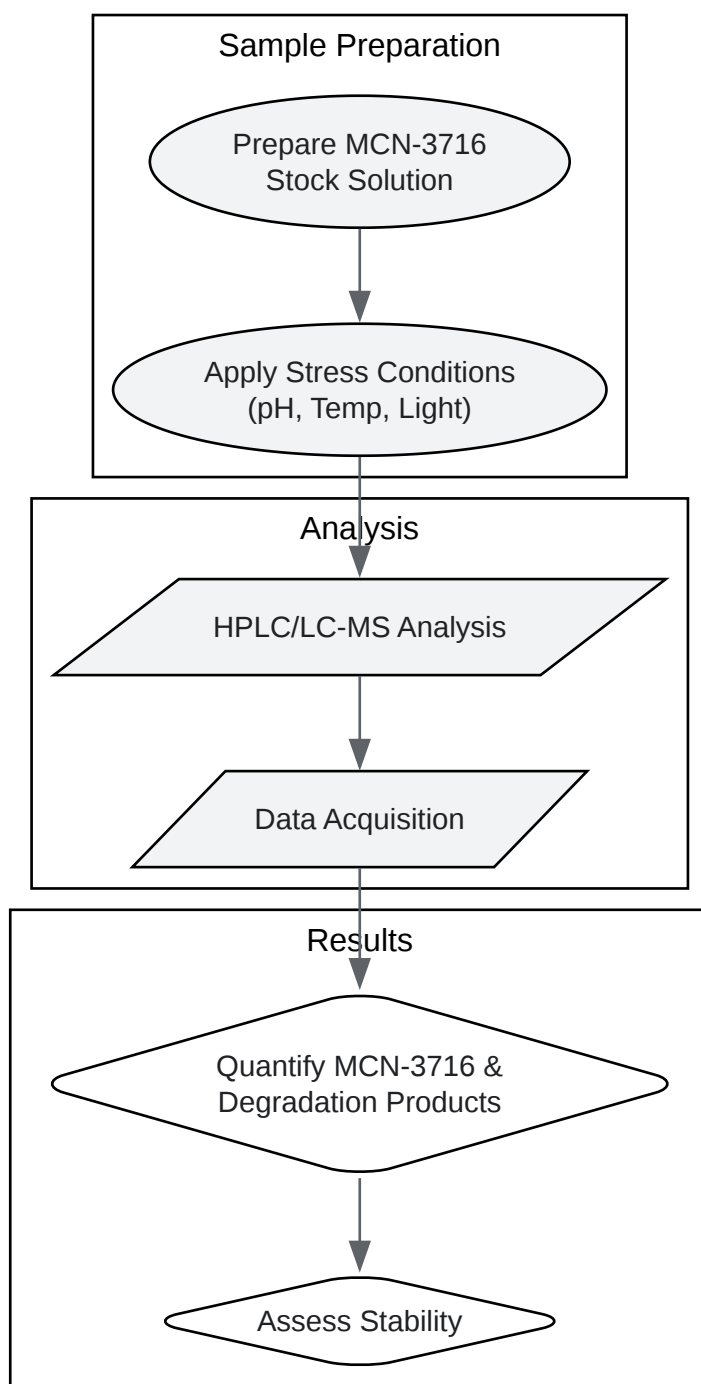 Sample Preparation
Prepare MCN-3716
Stock Solution
Apply Stress Conditions
(pH, Temp, Light)
Analysis
HPLC/LC-MS Analysis
Data Acquisition
Results
Quantify MCN-3716 &
Degradation Products
Assess Stability